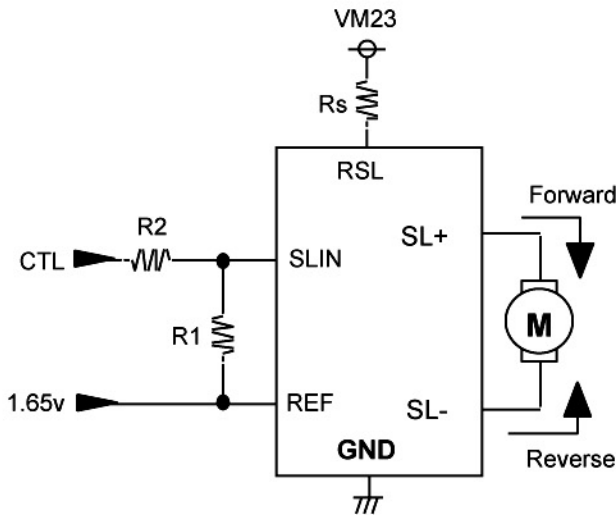 VM23
Rs
RSL
Forward
R2
SL+
CTL
SLIN
R1
M
1.65v
REF
SL-
GND
Reverse